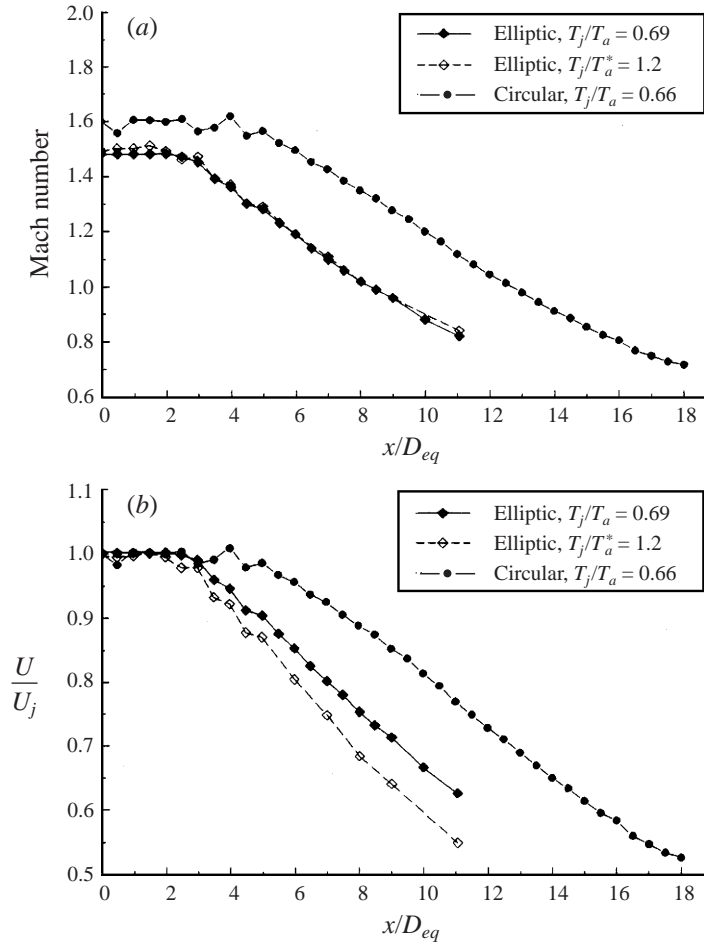 (a)
Elliptic, T_j/T_a = 0.69
Elliptic, T_j/T_a* = 1.2
Circular, T_j/T_a = 0.66
2.0
1.8
1.6
1.4
1.2
1.0
0.8
0.6
Mach number
0 2 4 6 8 10 12 14 16 18
x/D_eq
(b)
Elliptic, T_j/T_a = 0.69
Elliptic, T_j/T_a* = 1.2
Circular, T_j/T_a = 0.66
1.1
1.0
0.9
0.8
0.7
0.6
0.5
U
U_j
0 2 4 6 8 10 12 14 16 18
x/D_eq